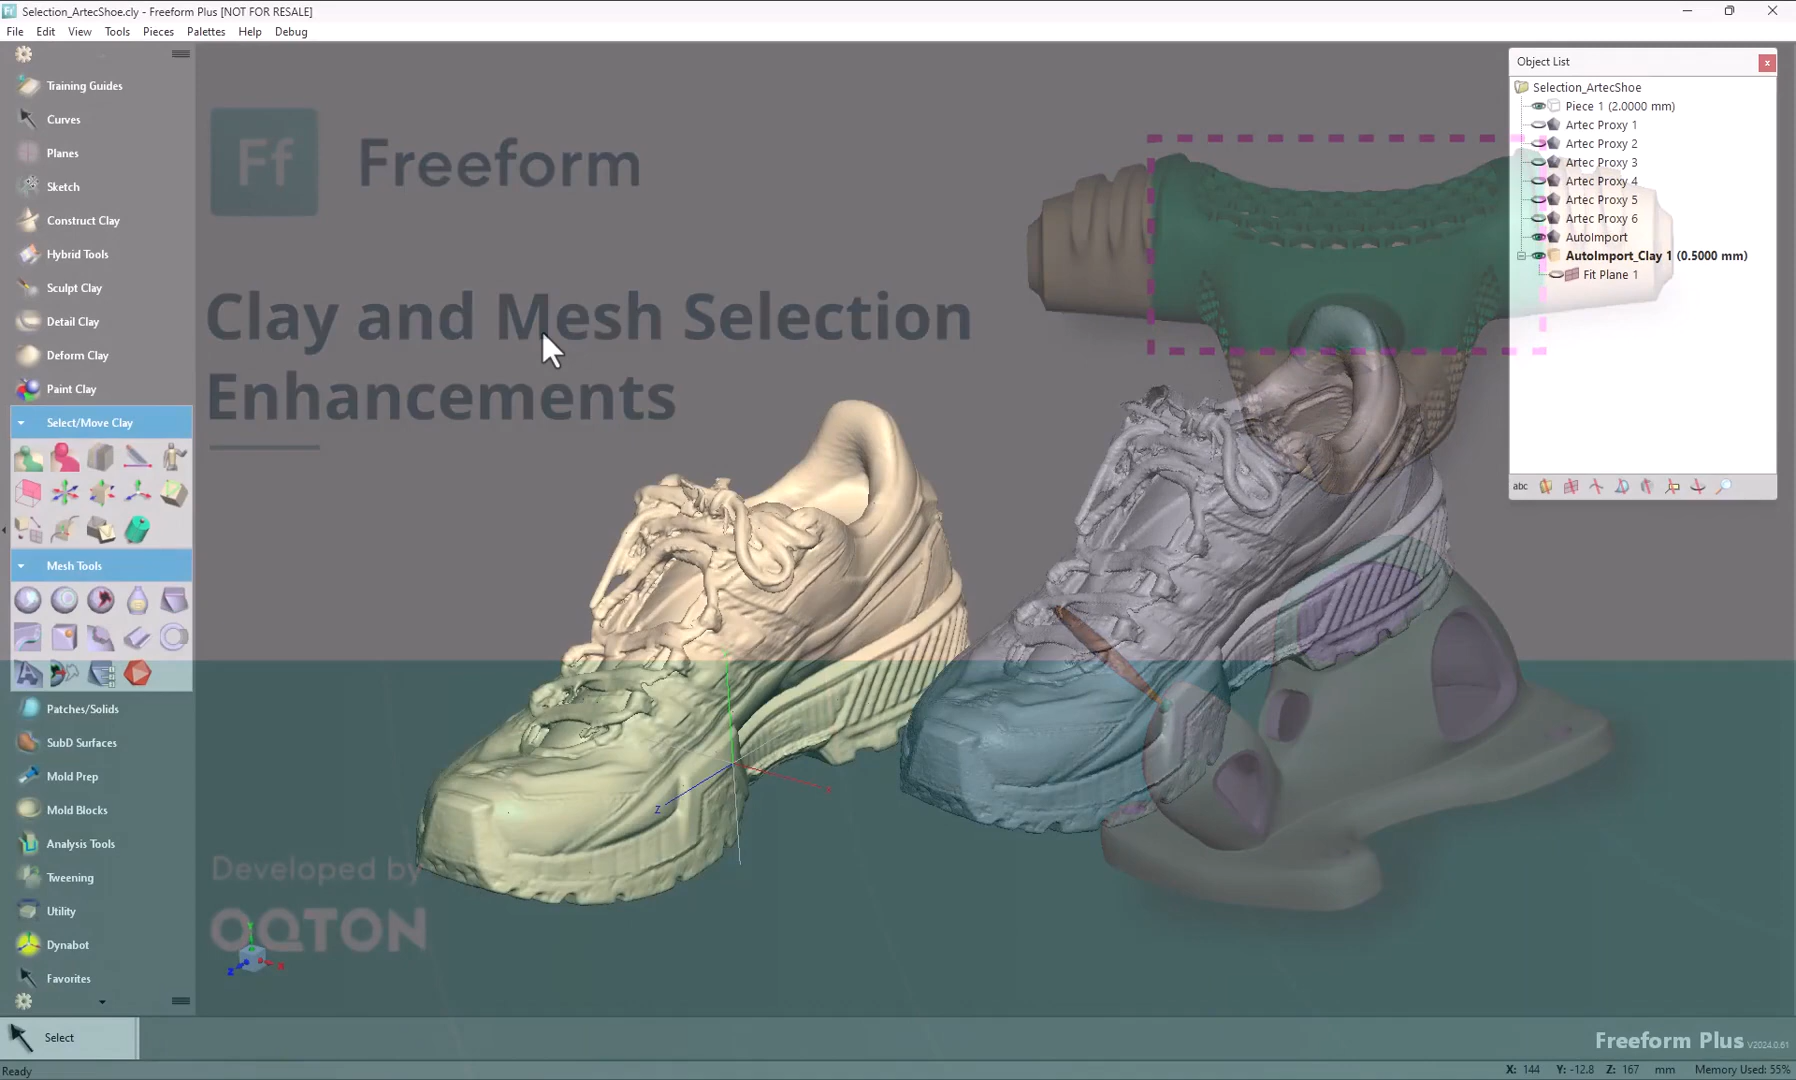 Selection_ArtecShoe.cly - Freeform Plus [NOT FOR RESALE]
File Edit View Tools Pieces Palettes Help Debug
Training Guides
Curves
Planes
Sketch
Construct Clay
Hybrid Tools
Sculpt Clay
Detail Clay
Deform Clay
Paint Clay
Select/Move Clay
Mesh Tools
Patches/Solids
SubD Surfaces
Mold Prep
Mold Blocks
Analysis Tools
Tweening
Utility
Dynabot
Favorites
Select
Ready
Ff Freeform
Clay and Mesh Selection
Enhancements
Developed by
OQTON
Z
Object List
Selection_ArtecShoe
Piece 1 (2.0000 mm)
Artec Proxy 1
Artec Proxy 2
Artec Proxy 3
Artec Proxy 4
Artec Proxy 5
Artec Proxy 6
AutoImport
AutoImport_Clay 1 (0.5000 mm)
Fit Plane 1
abc
Freeform Plus V2024.0.61
X: 144 Y: -12.8 Z: 167 mm Memory Used: 55%